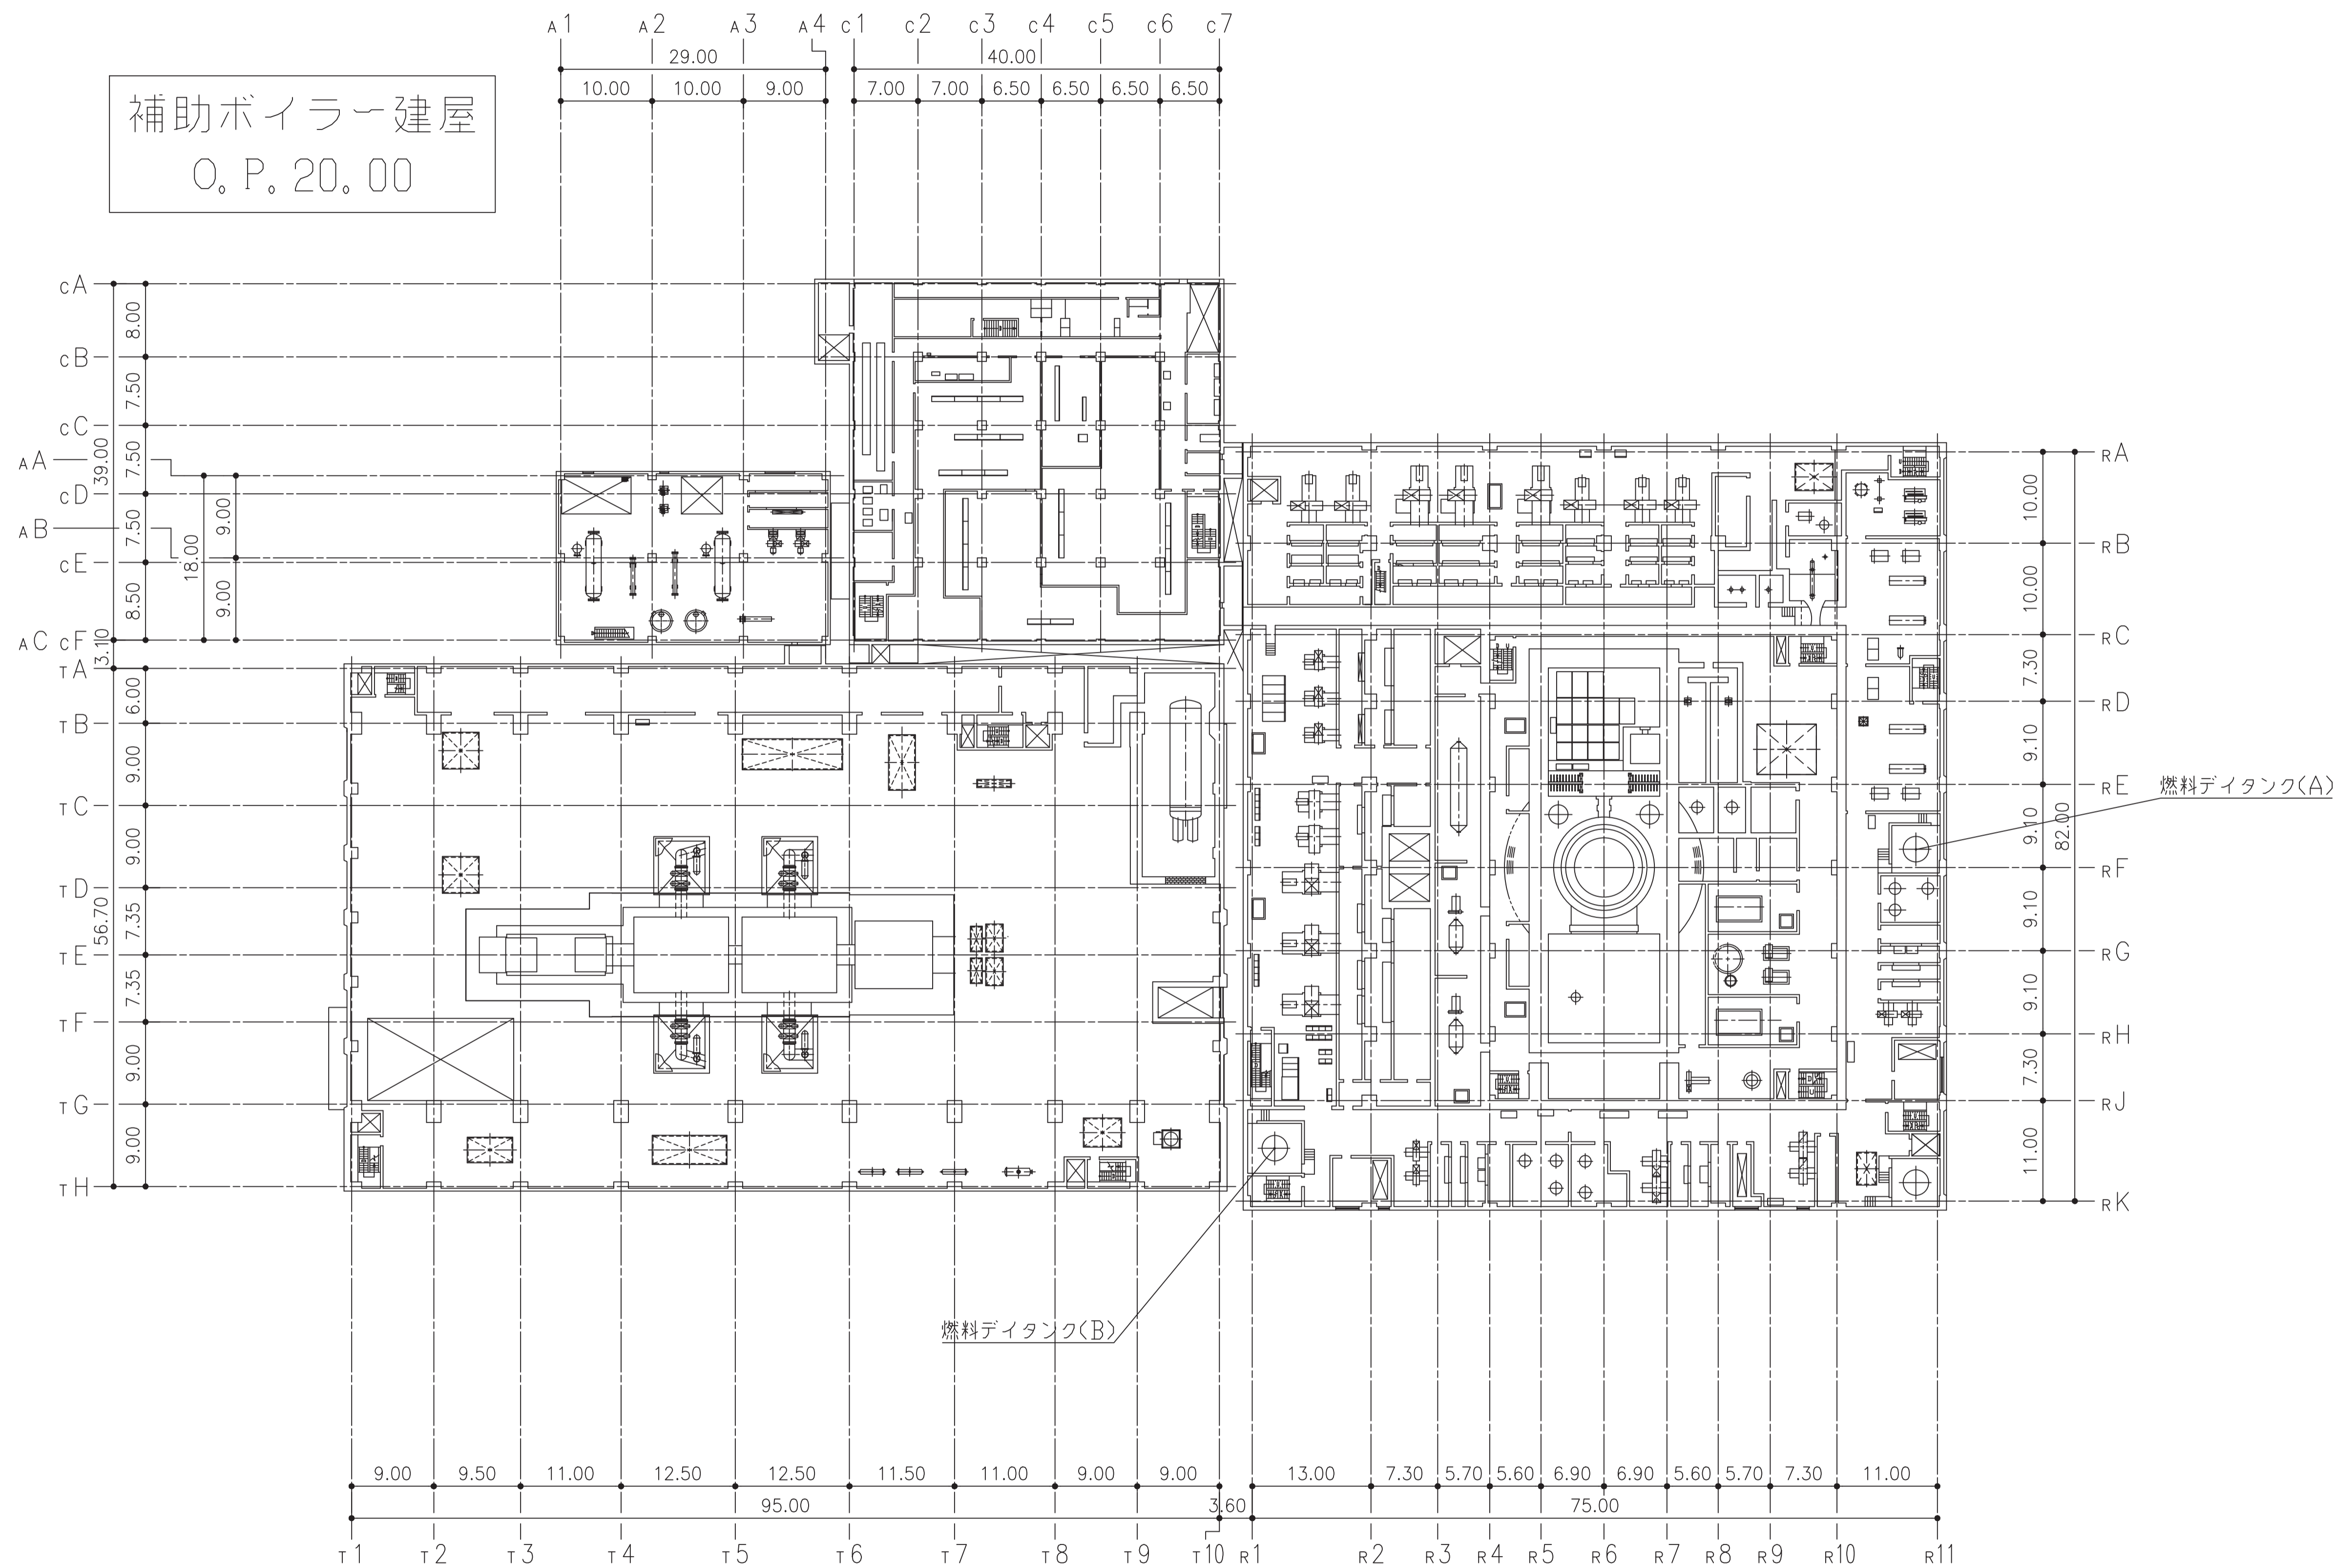 A1 A2 A3 A4 C1 C2 C3 C4 C5 C6 C7
29.00 40.00
10.00 10.00 9.00 7.00 7.00 6.50 6.50 6.50 6.50
補助ボイラー建屋
O.P.20.00
CA
8.00
CB
7.50
CC
39.00
7.50
AA
CD
7.50
AB
CE
8.50
18.00
9.00
9.00
AC CF
3.10
TA
6.00
TB
9.00
TC
9.00
TD
56.70
7.35
TE
7.35
TF
9.00
TG
9.00
TH
RA
10.00
RB
10.00
RC
7.30
RD
9.10
RE
燃料デイタンク(A)
9.10
82.00
RF
9.10
RG
9.10
RH
7.30
RJ
11.00
RK
燃料デイタンク(B)
9.00 9.50 11.00 12.50 12.50 11.50 11.00 9.00 9.00 13.00 7.30 5.70 5.60 6.90 6.90 5.60 5.70 7.30 11.00
95.00 3.60 75.00
T1 T2 T3 T4 T5 T6 T7 T8 T9 T10 R1 R2 R3 R4 R5 R6 R7 R8 R9 R10 R11